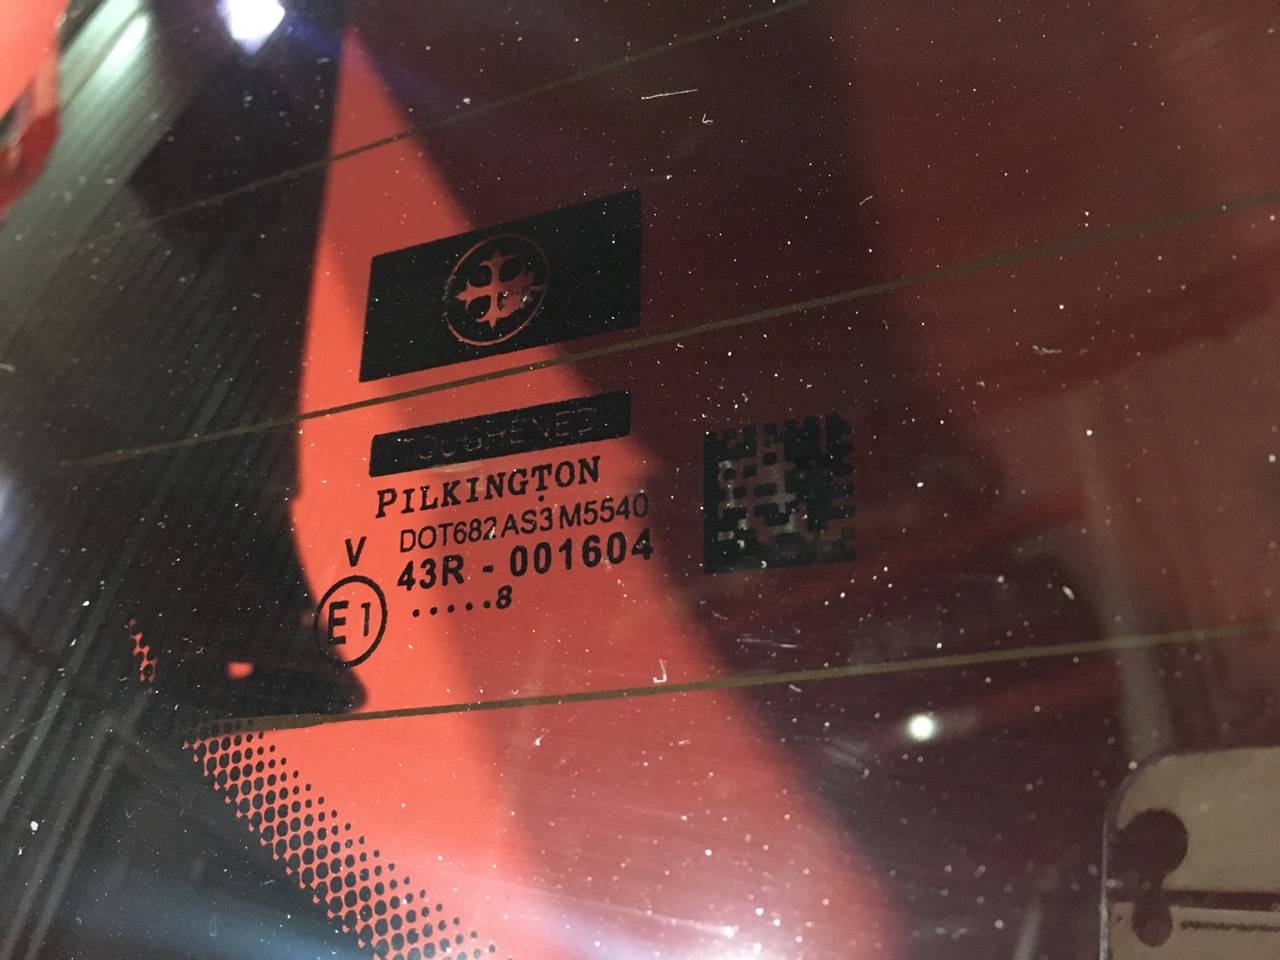 TOUGHENED
PILKINGTON
DOT682 AS3 M5540
V
43R - 001604
E1
.....8